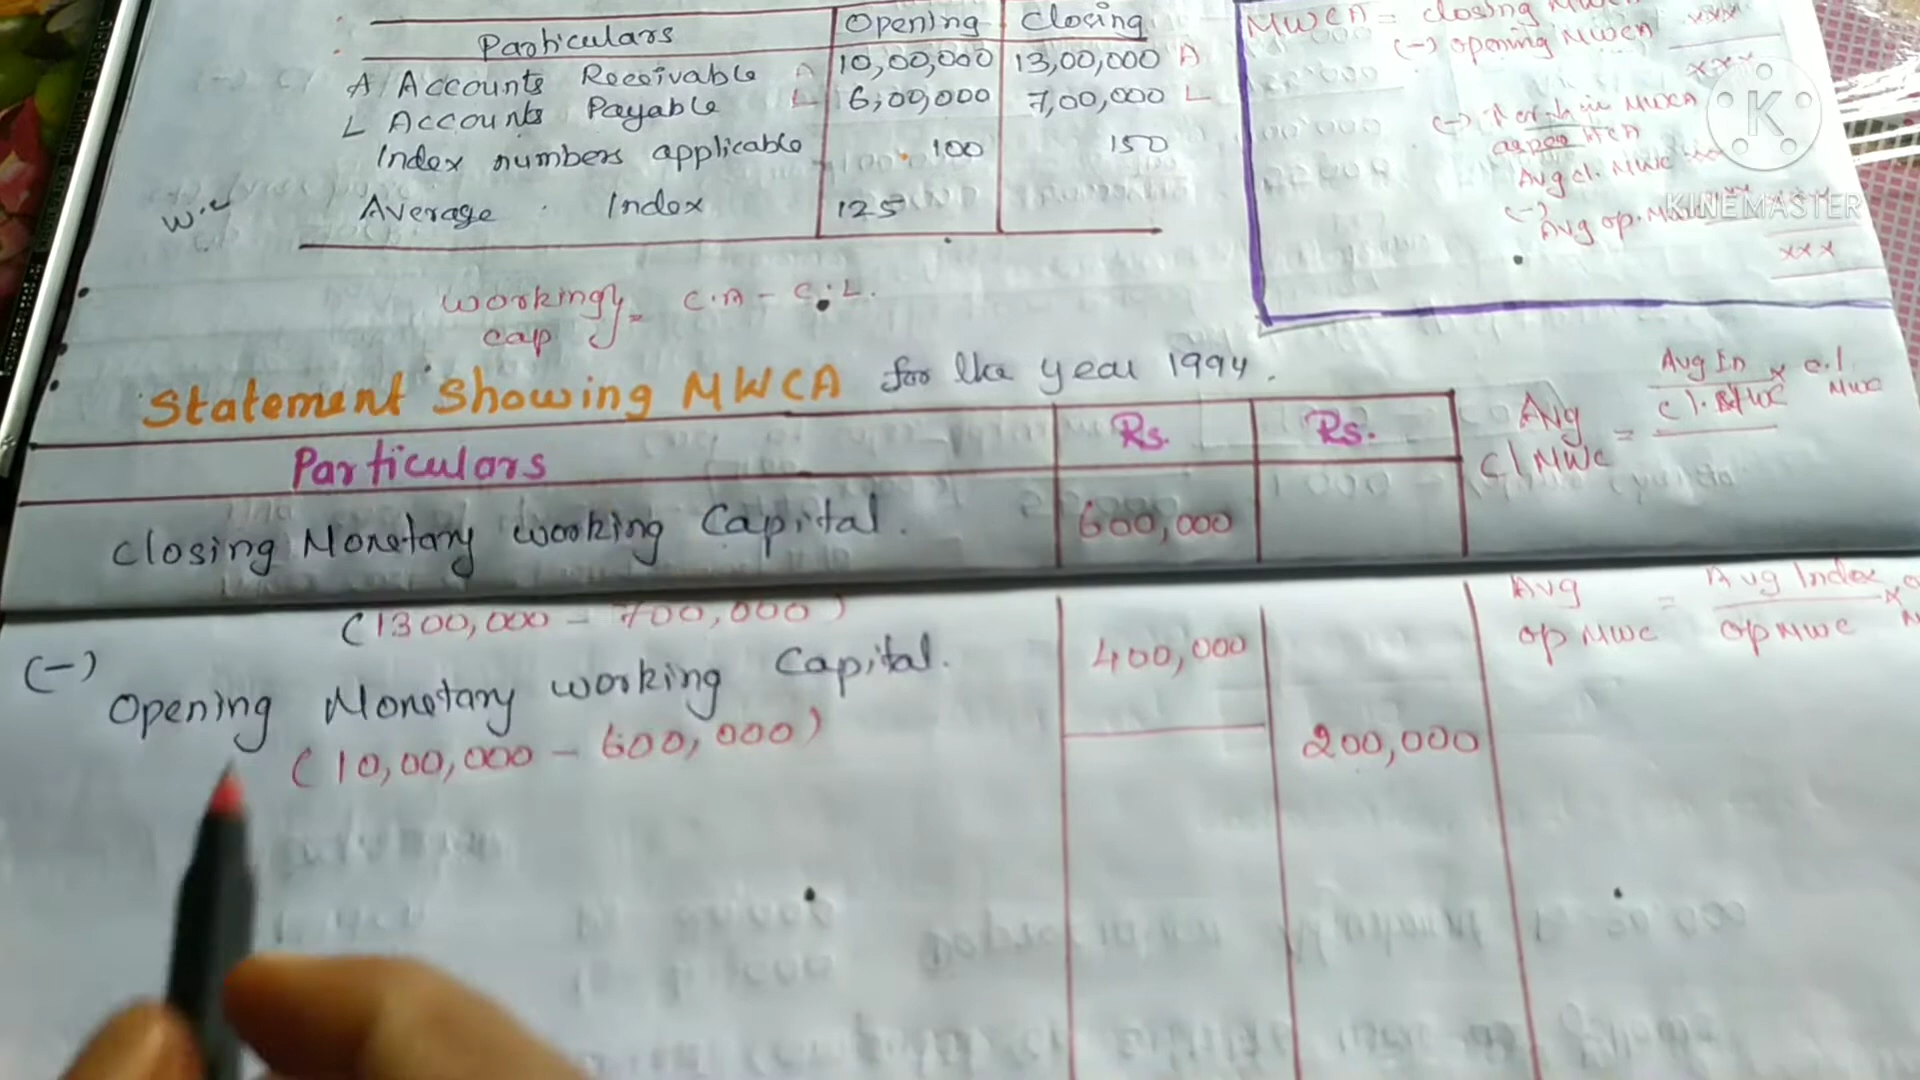 Particulars Opening Closing
A Accounts Receivable A 10,00,000 13,00,000 A
L Accounts Payable L 6,00,000 7,00,000 L
Index numbers applicable 100 150
Average Index 125
W.C
MWCA = closing
(-) opening MWCA xxx
xxx
(-) MWCA
as per HCA
Avg cl. MWC
(-)
Avg op.
xxx
K
KINEMASTER
working cap } = C.A - C.L.
Statement Showing MWCA for the year 1994.
Particulars Rs. Rs.
Closing Monetary working Capital. 600,000
(1300,000 - 700,000)
(-) Opening Monetary working Capital. 400,000
(10,00,000 - 600,000) 200,000
Avg Cl MWC = Avg In / Cl. MWC x cl MWC
Avg op MWC = Avg Index / op MWC x